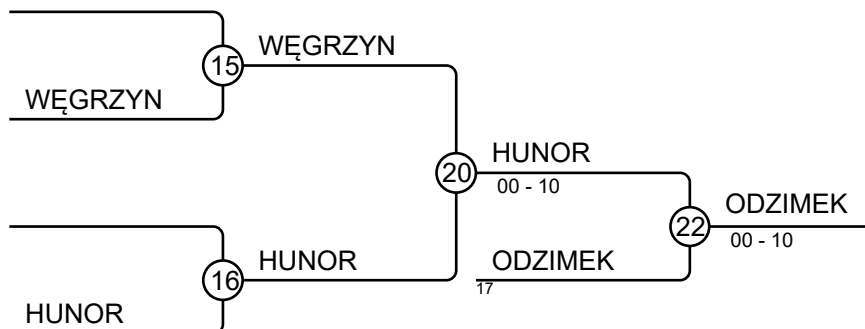 WĘGRZYN
15
WĘGRZYN
HUNOR
20
00 - 10
ODZIMEK
22
00 - 10
HUNOR
16
ODZIMEK
17
HUNOR